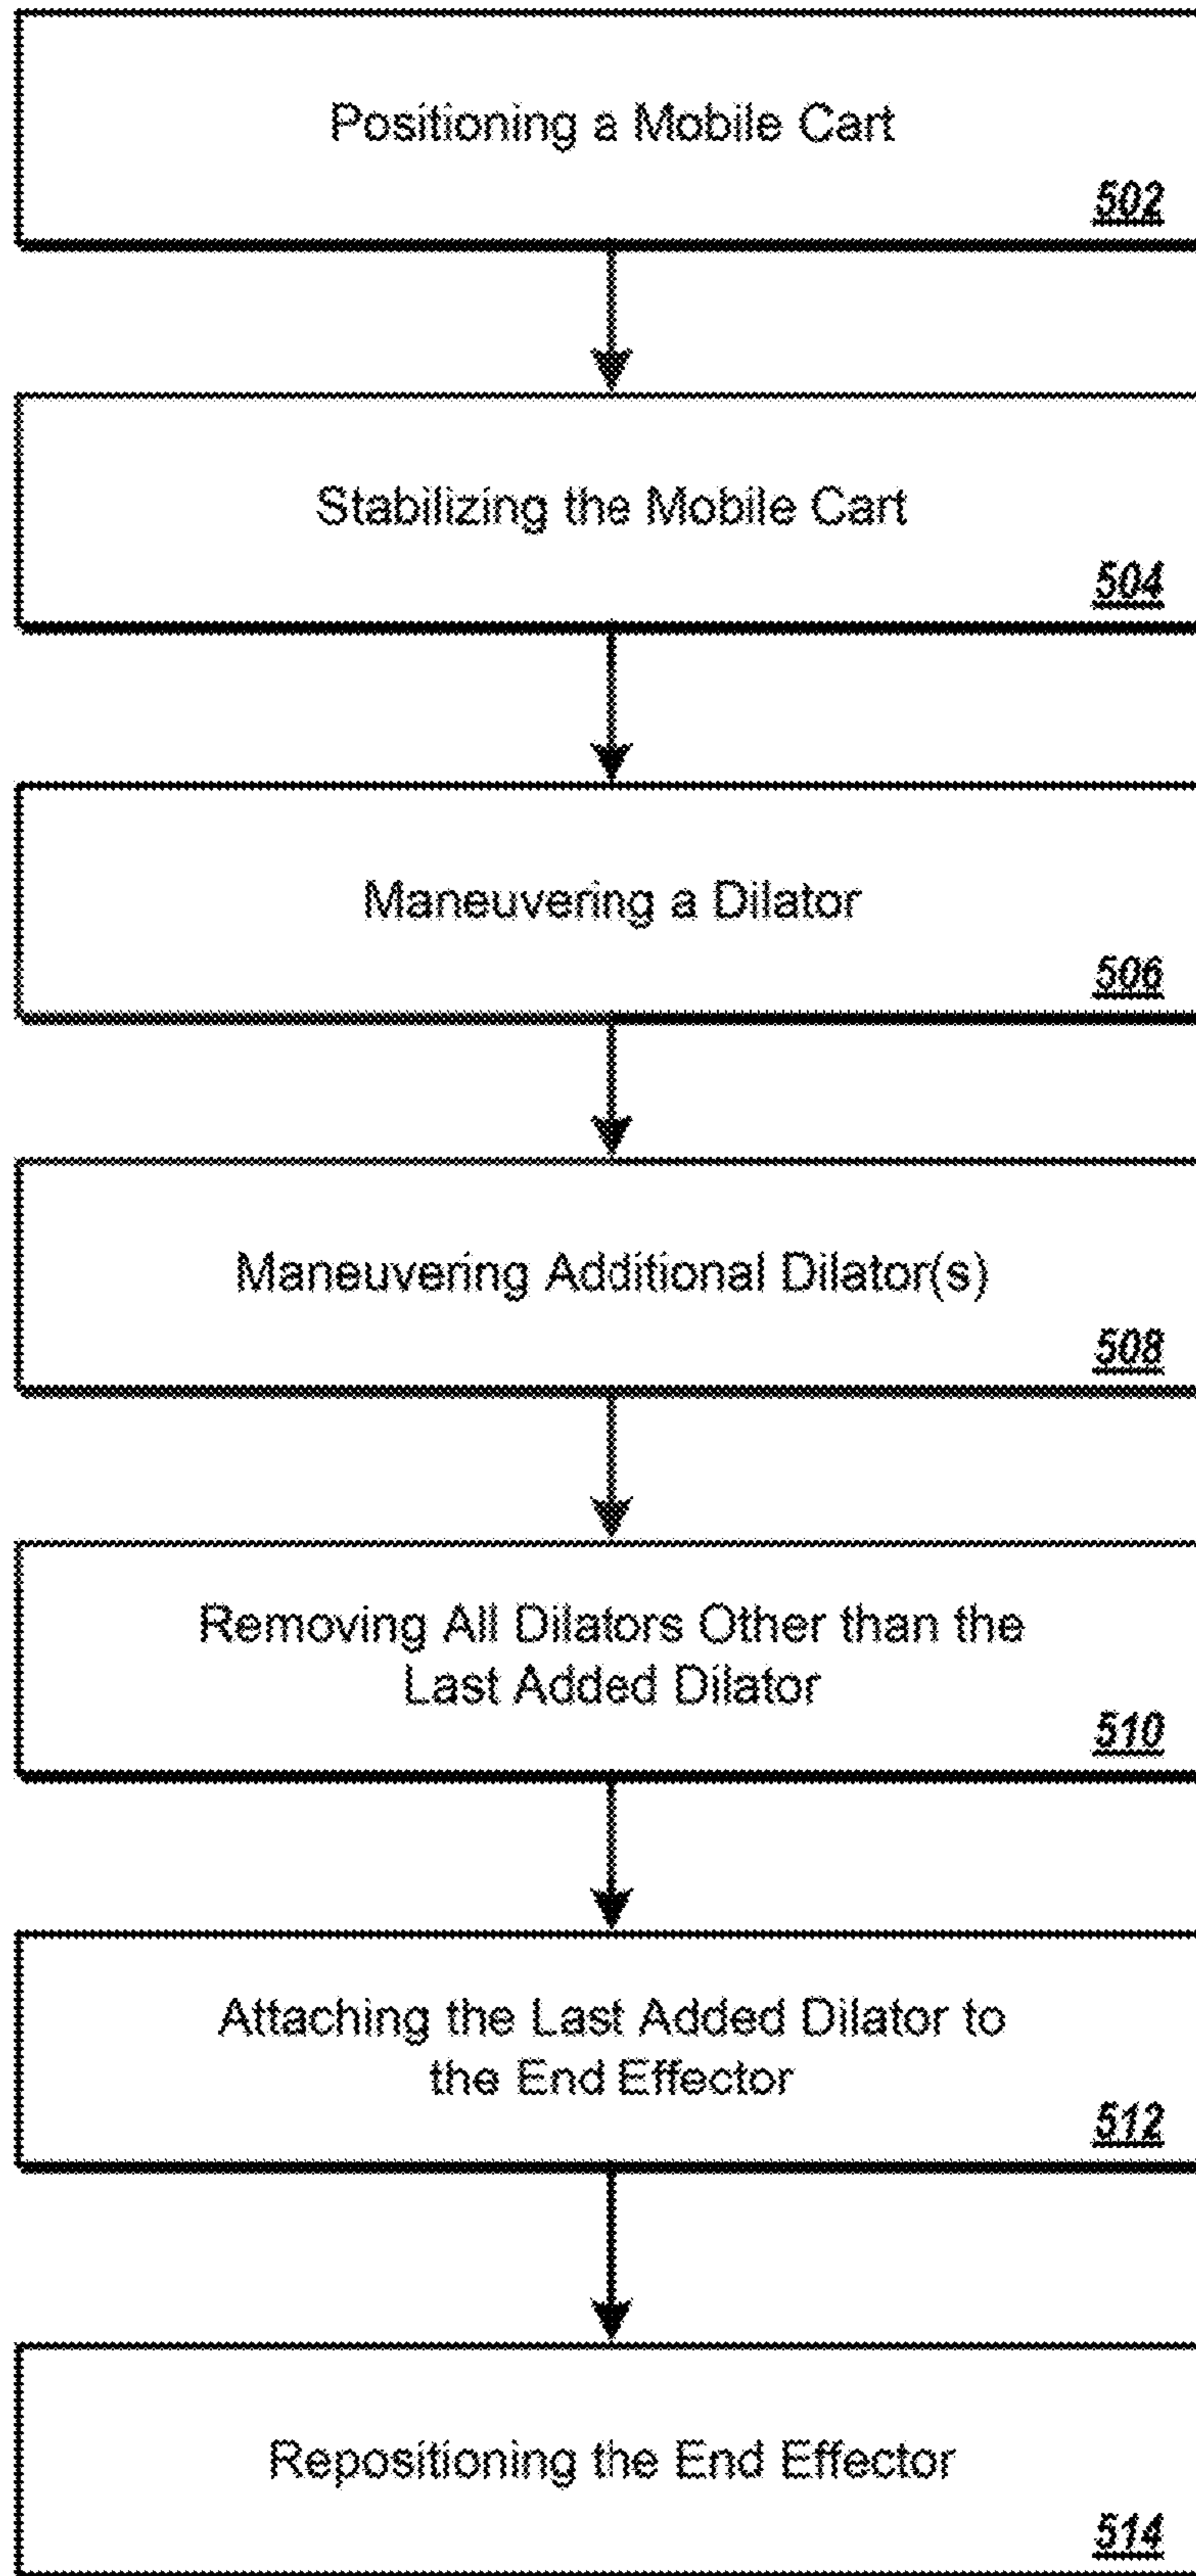 Positioning a Mobile Cart
502
Stabilizing the Mobile Cart
504
Maneuvering a Dilator
506
Maneuvering Additional Dilator(s)
508
Removing All Dilators Other than the
Last Added Dilator
510
Attaching the Last Added Dilator to
the End Effector
512
Repositioning the End Effector
514